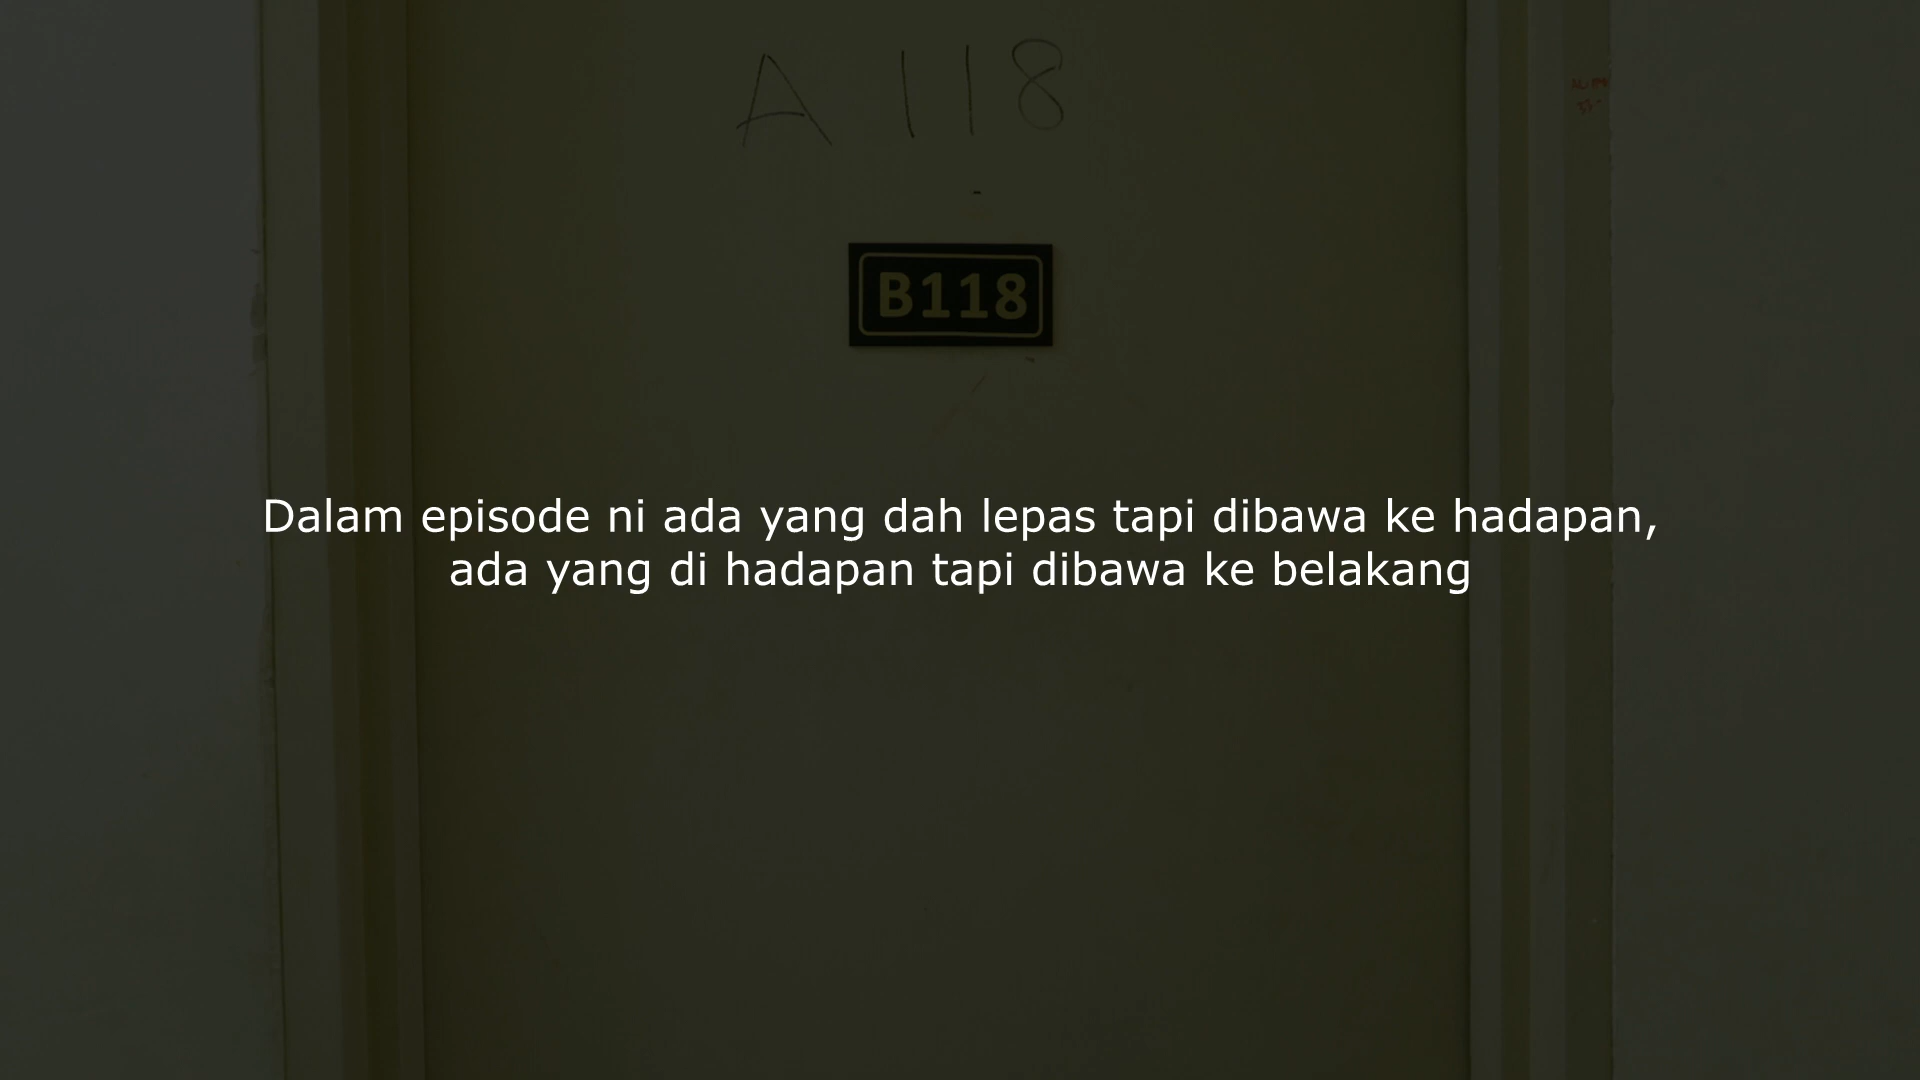 A 118
B118
Dalam episode ni ada yang dah lepas tapi dibawa ke hadapan,
ada yang di hadapan tapi dibawa ke belakang